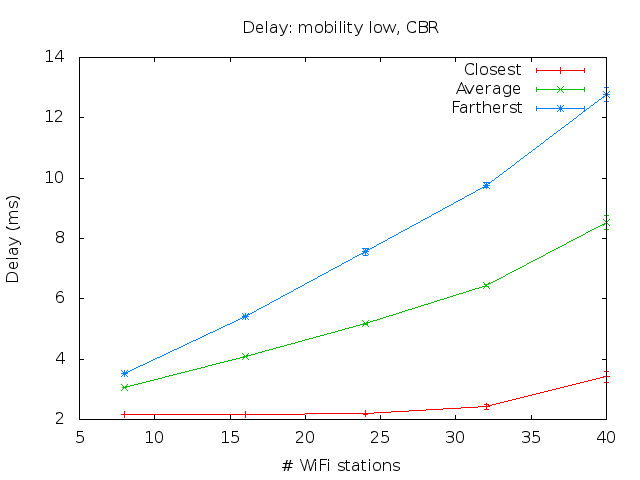 Delay: mobility low, CBR
Closest
Average
Fartherst
Delay (ms)
14
12
10
8
6
4
2
5 10 15 20 25 30 35 40
# WiFi stations